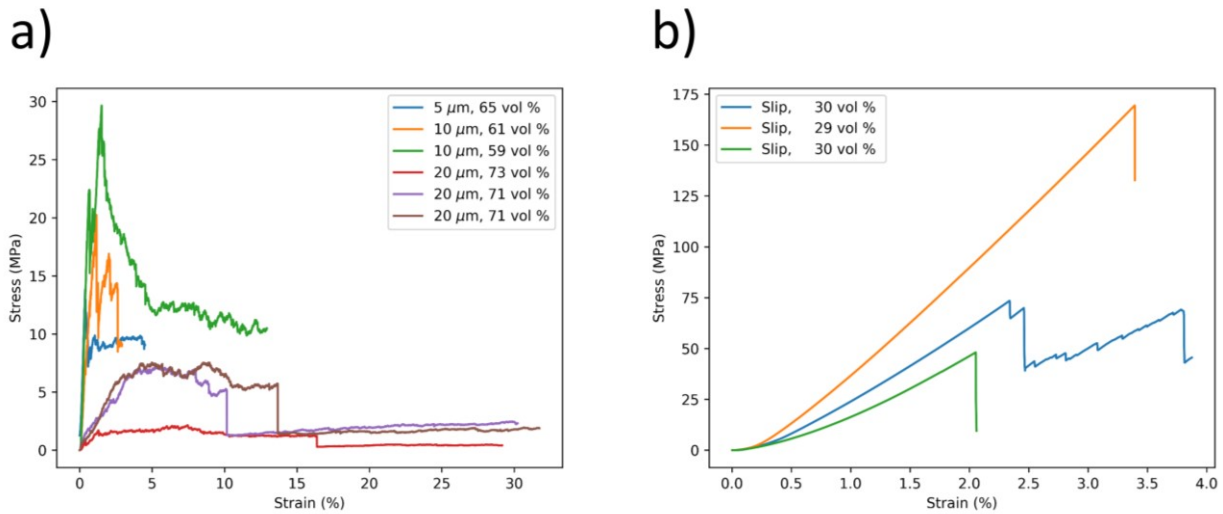 a)
30
25
20
15
10
5
0
Stress (MPa)
0
5
10
15
20
25
30
Strain (%)
5 μm, 65 vol %
10 μm, 61 vol %
10 μm, 59 vol %
20 μm, 73 vol %
20 μm, 71 vol %
20 μm, 71 vol %
b)
175
150
125
100
75
50
25
0
Stress (MPa)
0.0
0.5
1.0
1.5
2.0
2.5
3.0
3.5
4.0
Strain (%)
Slip, 30 vol %
Slip, 29 vol %
Slip, 30 vol %